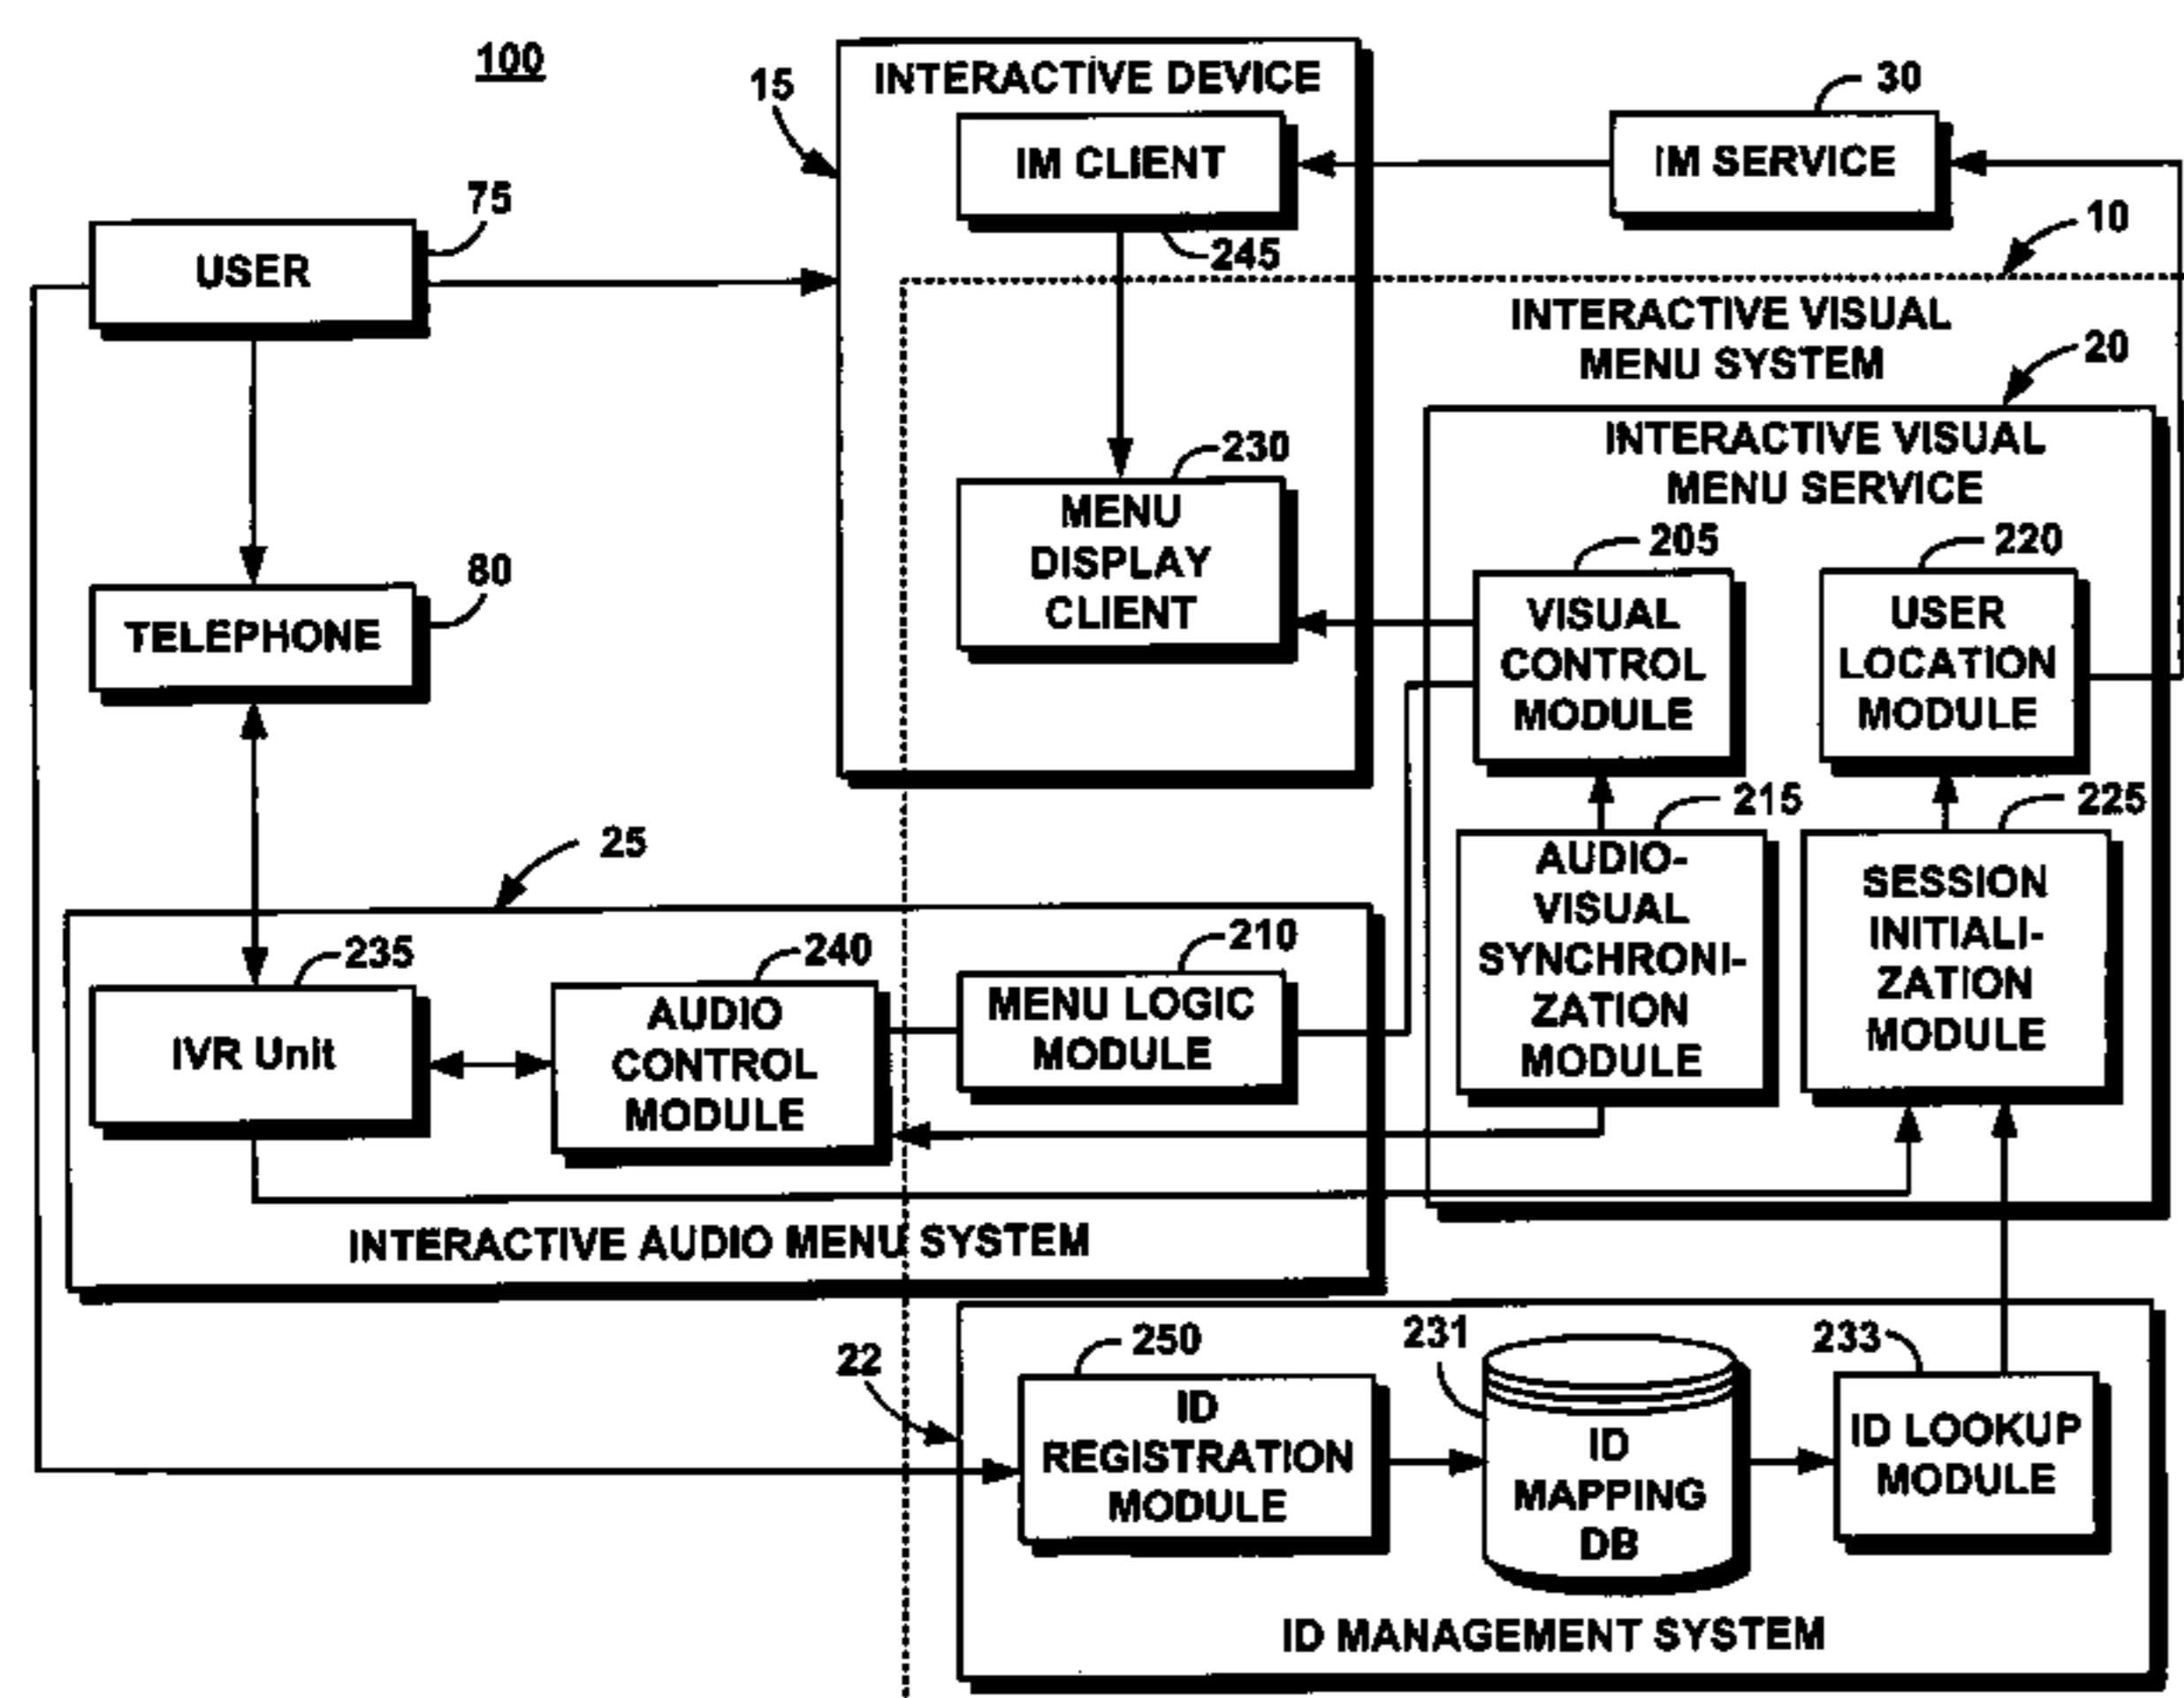 100
INTERACTIVE DEVICE
15
30
IM CLIENT
IM SERVICE
75
10
USER
245
INTERACTIVE VISUAL
MENU SYSTEM
20
INTERACTIVE VISUAL
MENU SERVICE
230
MENU
DISPLAY
CLIENT
205
220
80
TELEPHONE
VISUAL
CONTROL
MODULE
USER
LOCATION
MODULE
215
225
25
AUDIO-
VISUAL
SYNCHRONI-
ZATION
MODULE
SESSION
INITIALI-
ZATION
MODULE
235
240
210
IVR Unit
AUDIO
CONTROL
MODULE
MENU LOGIC
MODULE
INTERACTIVE AUDIO MENU SYSTEM
22
250
231
233
ID
REGISTRATION
MODULE
ID
MAPPING
DB
ID LOOKUP
MODULE
ID MANAGEMENT SYSTEM